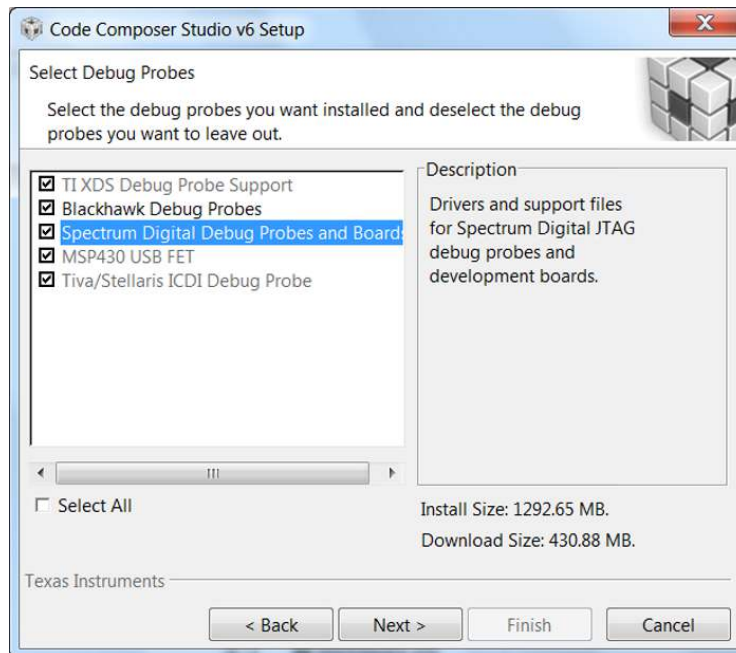 Code Composer Studio v6 Setup
Select Debug Probes
Select the debug probes you want installed and deselect the debug
probes you want to leave out.
TI XDS Debug Probe Support
Blackhawk Debug Probes
Spectrum Digital Debug Probes and Board
MSP430 USB FET
Tiva/Stellaris ICDI Debug Probe
Select All
Description
Drivers and support files
for Spectrum Digital JTAG
debug probes and
development boards.
Install Size: 1292.65 MB.
Download Size: 430.88 MB.
Texas Instruments
< Back
Next >
Finish
Cancel